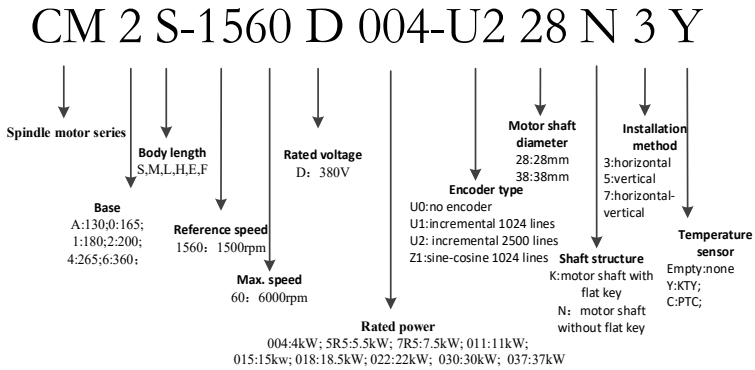 CM 2 S-1560 D 004-U2 28 N 3 Y
Spindle motor series
Body length
S,M,L,H,E,F
Base
A:130;0:165;
1:180;2:200;
4:265;6:360；
Reference speed
1560：1500rpm
Max. speed
60：6000rpm
Rated voltage
D：380V
Rated power
004:4kW; 5R5:5.5kW; 7R5:7.5kW; 011:11kW;
015:15kw; 018:18.5kW; 022:22kW; 030:30kW; 037:37kW
Encoder type
U0:no encoder
U1:incremental 1024 lines
U2: incremental 2500 lines
Z1:sine-cosine 1024 lines
Motor shaft
diameter
28:28mm
38:38mm
Shaft structure
K:motor shaft with
flat key
N：motor shaft
without flat key
Installation
method
3:horizontal
5:vertical
7:horizontal-
vertical
Temperature
sensor
Empty:none
Y:KTY;
C:PTC;